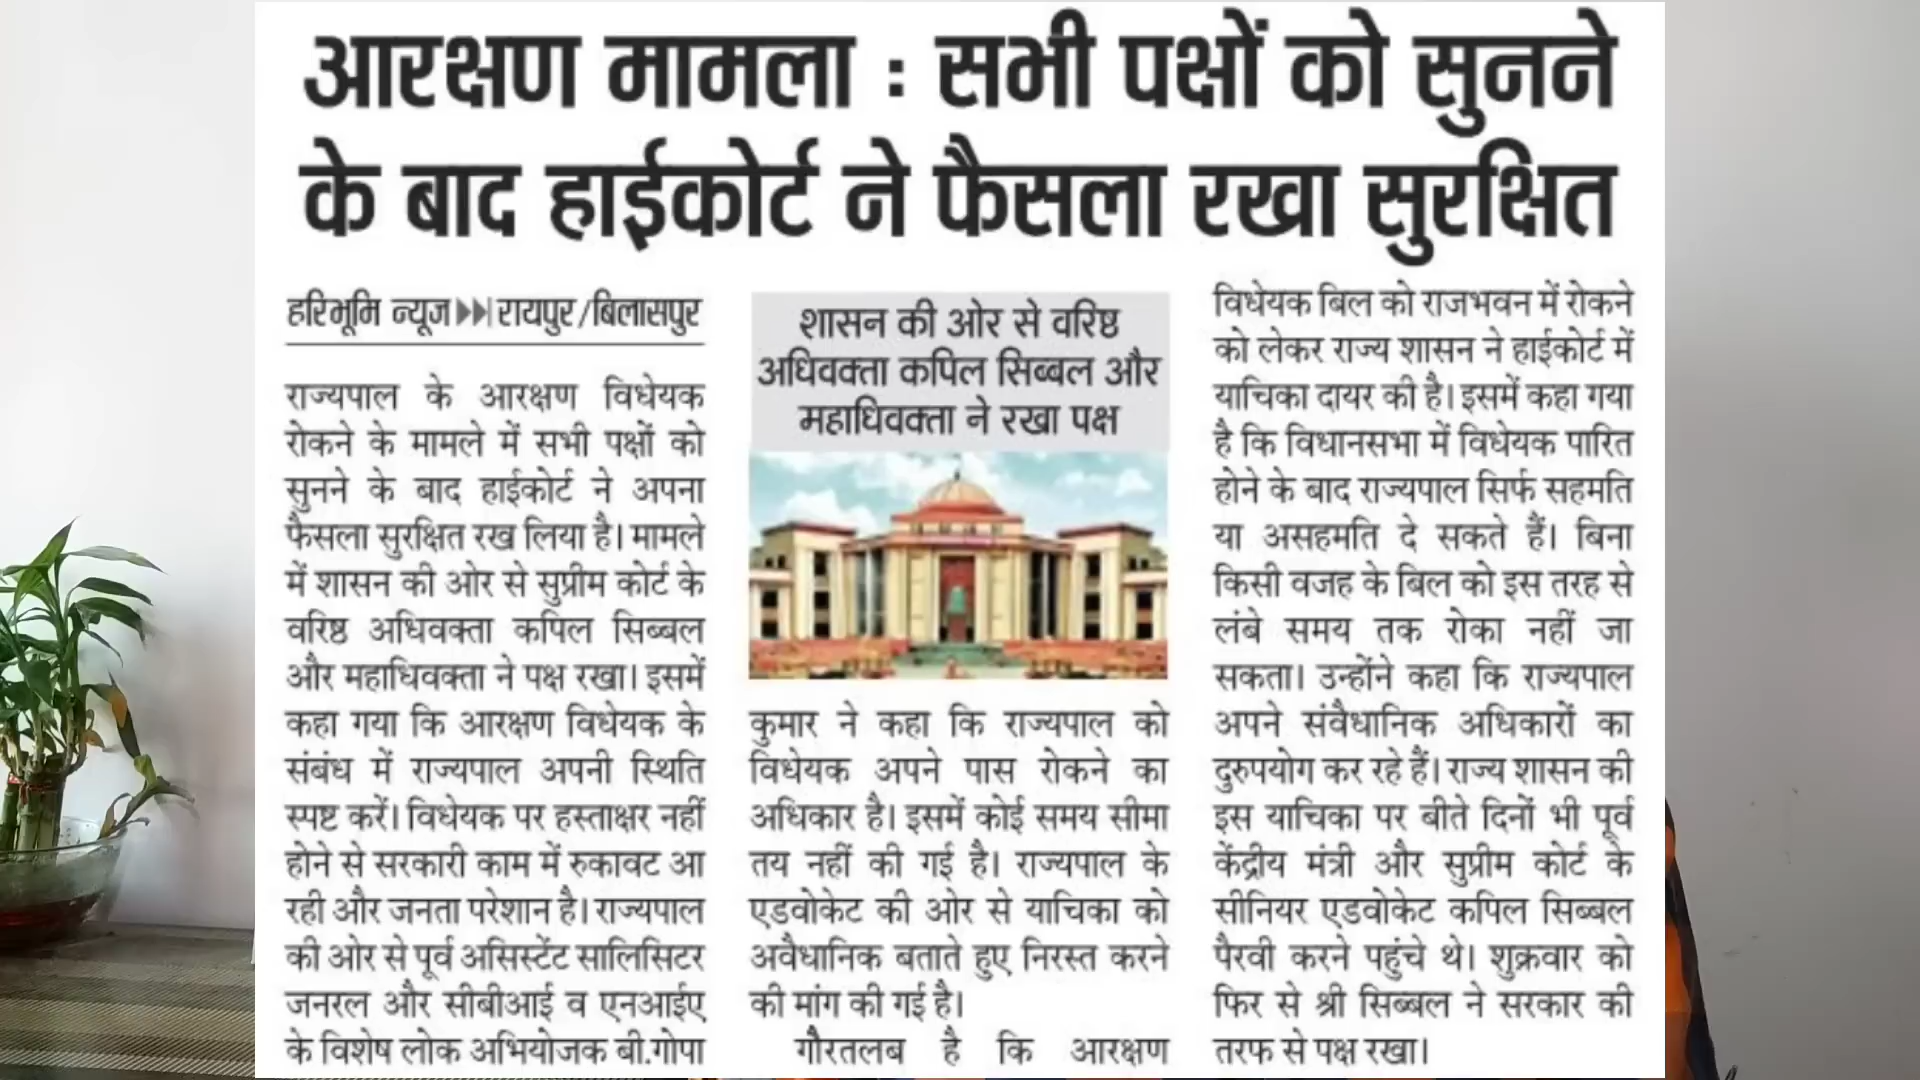 आरक्षण मामला : सभी पक्षों को सुनने
के बाद हाईकोर्ट ने फैसला रखा सुरक्षित
हरिभूमि न्यूज रायपुर/बिलासपुर
राज्यपाल के आरक्षण विधेयक
रोकने के मामले में सभी पक्षों को
सुनने के बाद हाईकोर्ट ने अपना
फैसला सुरक्षित रख लिया है। मामले
में शासन की ओर से सुप्रीम कोर्ट के
वरिष्ठ अधिवक्ता कपिल सिब्बल
और महाधिवक्ता ने पक्ष रखा। इसमें
कहा गया कि आरक्षण विधेयक के
संबंध में राज्यपाल अपनी स्थिति
स्पष्ट करें। विधेयक पर हस्ताक्षर नहीं
होने से सरकारी काम में रुकावट आ
रही और जनता परेशान है। राज्यपाल
की ओर से पूर्व असिस्टेंट सालिसिटर
जनरल और सीबीआई व एनआईए
के विशेष लोक अभियोजक बी.गोपा
शासन की ओर से वरिष्ठ
अधिवक्ता कपिल सिब्बल और
महाधिवक्ता ने रखा पक्ष
कुमार ने कहा कि राज्यपाल को
विधेयक अपने पास रोकने का
अधिकार है। इसमें कोई समय सीमा
तय नहीं की गई है। राज्यपाल के
एडवोकेट की ओर से याचिका को
अवैधानिक बताते हुए निरस्त करने
की मांग की गई है।
गौरतलब है कि आरक्षण
विधेयक बिल को राजभवन में रोकने
को लेकर राज्य शासन ने हाईकोर्ट में
याचिका दायर की है। इसमें कहा गया
है कि विधानसभा में विधेयक पारित
होने के बाद राज्यपाल सिर्फ सहमति
या असहमति दे सकते हैं। बिना
किसी वजह के बिल को इस तरह से
लंबे समय तक रोका नहीं जा
सकता। उन्होंने कहा कि राज्यपाल
अपने संवैधानिक अधिकारों का
दुरुपयोग कर रहे हैं। राज्य शासन की
इस याचिका पर बीते दिनों भी पूर्व
केंद्रीय मंत्री और सुप्रीम कोर्ट के
सीनियर एडवोकेट कपिल सिब्बल
पैरवी करने पहुंचे थे। शुक्रवार को
फिर से श्री सिब्बल ने सरकार की
तरफ से पक्ष रखा।